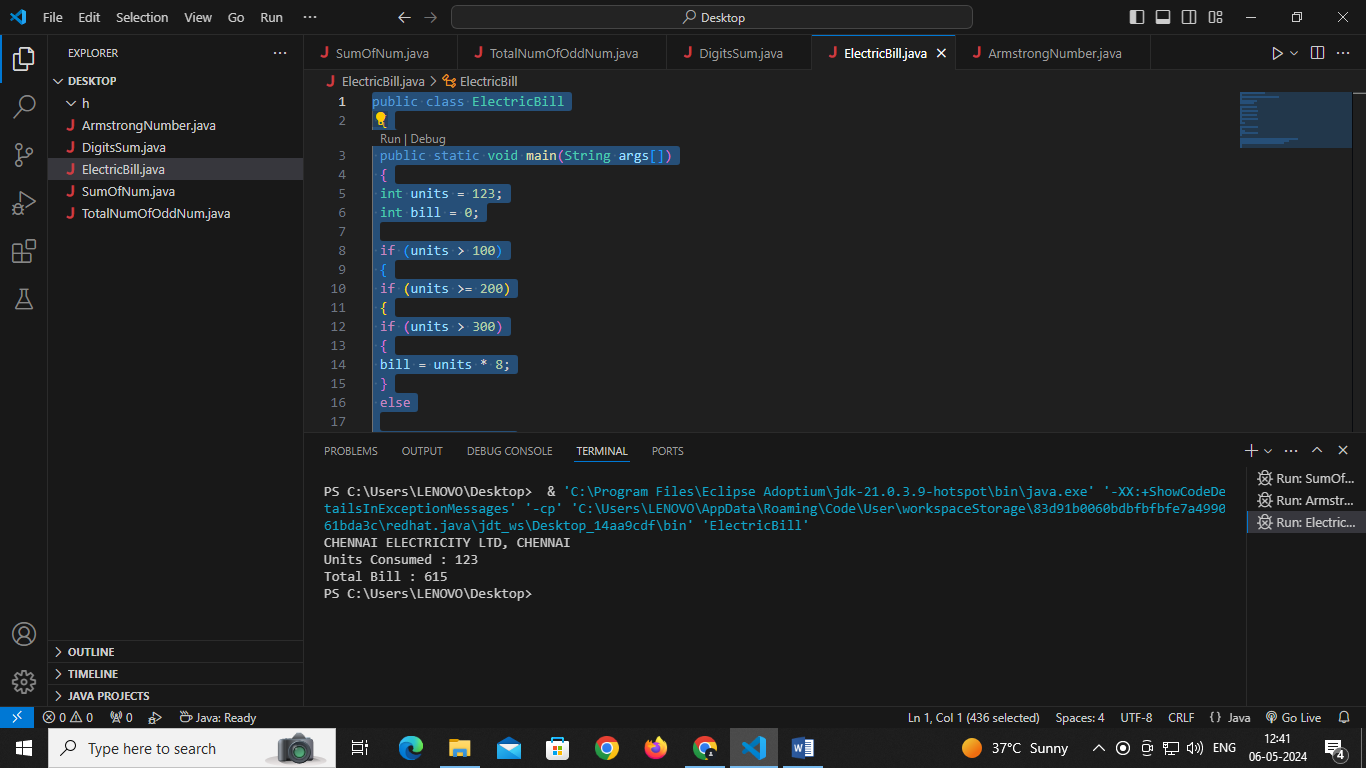 File Edit Selection View Go Run ··· Desktop
EXPLORER ···
SumOfNum.java TotalNumOfOddNum.java DigitsSum.java ElectricBill.java ArmstrongNumber.java
DESKTOP
h
ArmstrongNumber.java
DigitsSum.java
ElectricBill.java
SumOfNum.java
TotalNumOfOddNum.java
OUTLINE
TIMELINE
JAVA PROJECTS
ElectricBill.java > ElectricBill
1 public class ElectricBill
2 {
Run | Debug
3 public static void main(String args[])
4 {
5 int units = 123;
6 int bill = 0;
7
8 if (units > 100)
9 {
10 if (units >= 200)
11 {
12 if (units > 300)
13 {
14 bill = units * 8;
15 }
16 else
17
PROBLEMS OUTPUT DEBUG CONSOLE TERMINAL PORTS
PS C:\Users\LENOVO\Desktop>  & 'C:\Program Files\Eclipse Adoptium\jdk-21.0.3.9-hotspot\bin\java.exe' '-XX:+ShowCodeDe
tailsInExceptionMessages' '-cp' 'C:\Users\LENOVO\AppData\Roaming\Code\User\workspaceStorage\83d91b0060bdbfbfbfe7a4990
61bda3c\redhat.java\jdt_ws\Desktop_14aa9cdf\bin' 'ElectricBill'
CHENNAI ELECTRICITY LTD, CHENNAI
Units Consumed : 123
Total Bill : 615
PS C:\Users\LENOVO\Desktop>
Run: SumOf...
Run: Armstr...
Run: Electric...
0 0 0 Java: Ready Ln 1, Col 1 (436 selected) Spaces: 4 UTF-8 CRLF {} Java Go Live
Type here to search 37°C Sunny ENG 12:41
06-05-2024 4